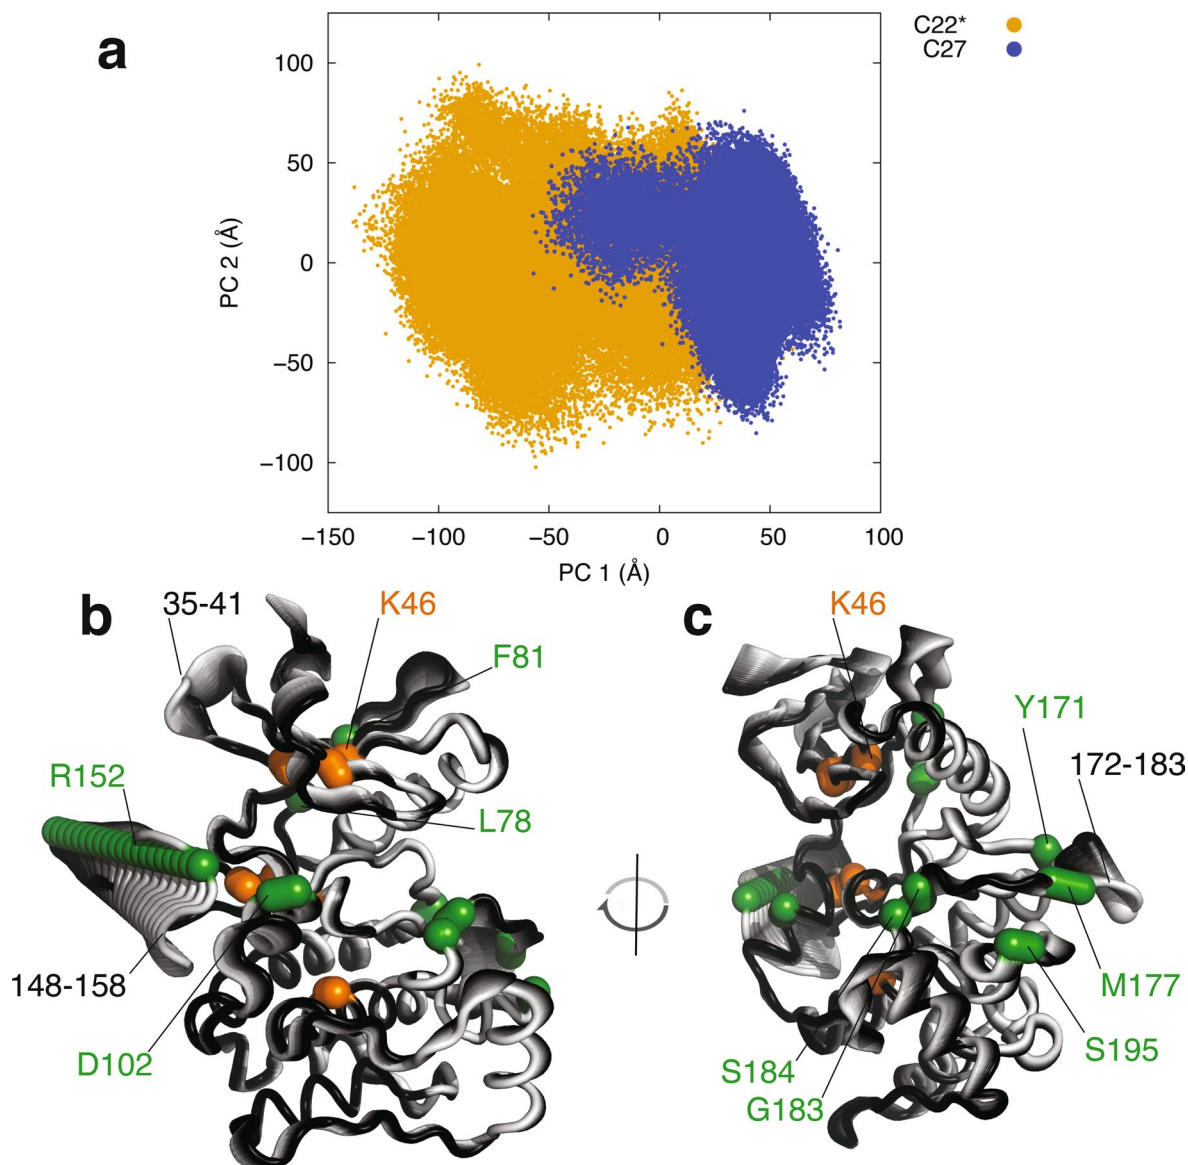 a
C22*
C27
100
50
0
−50
−100
PC 2 (Å)
−150
−100
−50
0
50
100
PC 1 (Å)
b
35-41
K46
F81
R152
L78
148-158
D102
c
K46
Y171
172-183
M177
S195
S184
G183